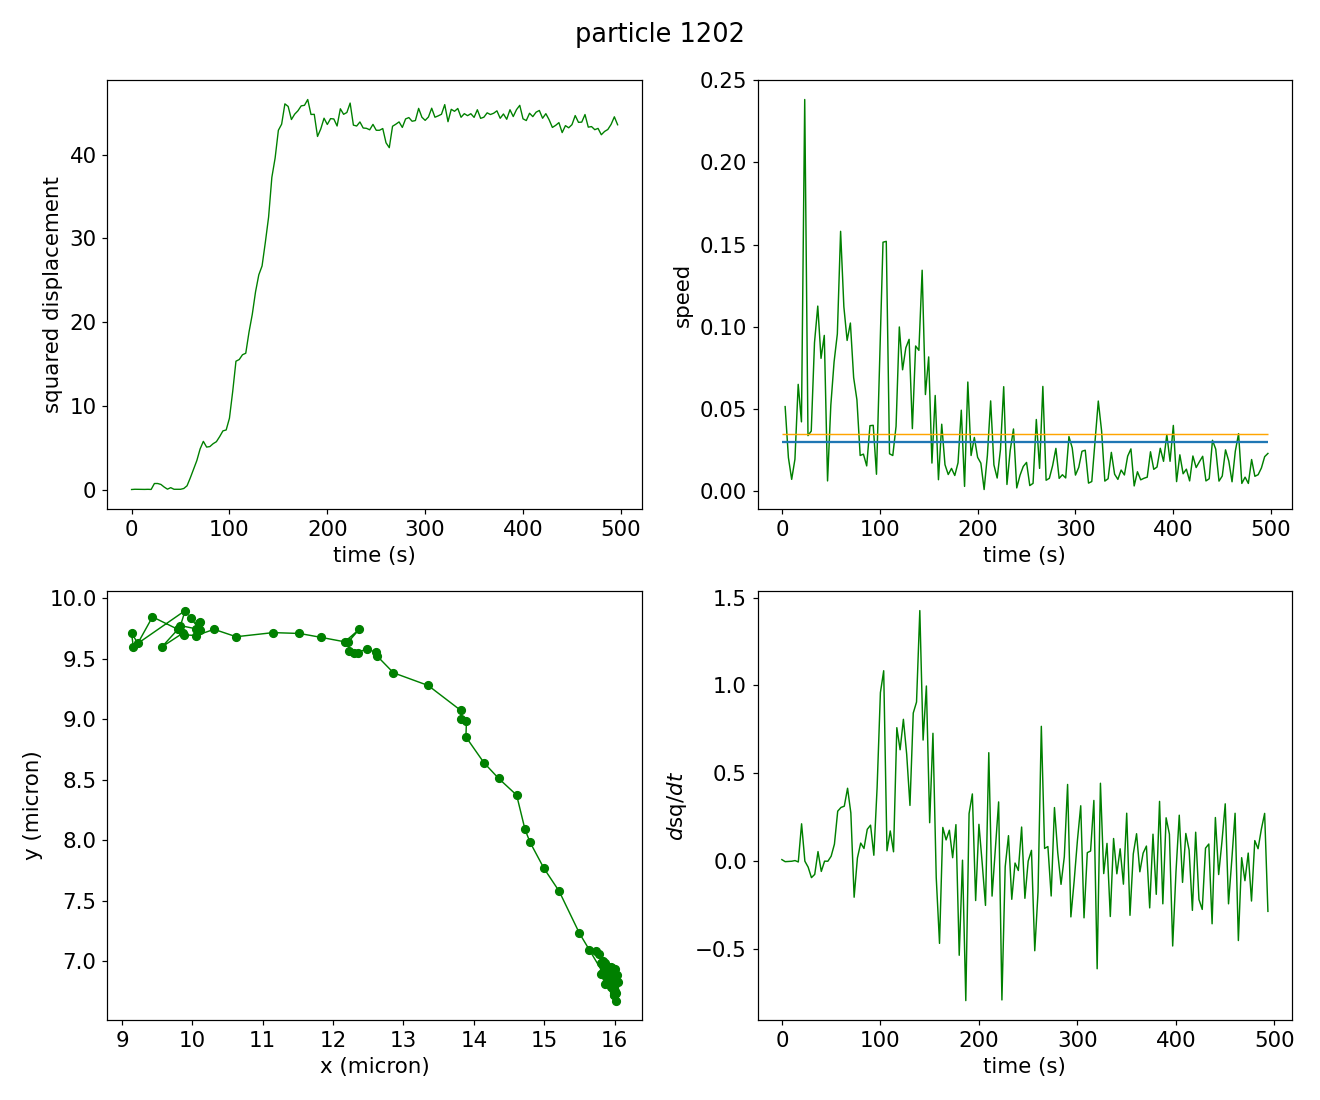 particle 1202
squared displacement
40
30
20
10
0
0 100 200 300 400 500
time (s)
speed
0.25
0.20
0.15
0.10
0.05
0.00
0 100 200 300 400 500
time (s)
y (micron)
10.0
9.5
9.0
8.5
8.0
7.5
7.0
9 10 11 12 13 14 15 16
x (micron)
dsq/dt
1.5
1.0
0.5
0.0
−0.5
0 100 200 300 400 500
time (s)